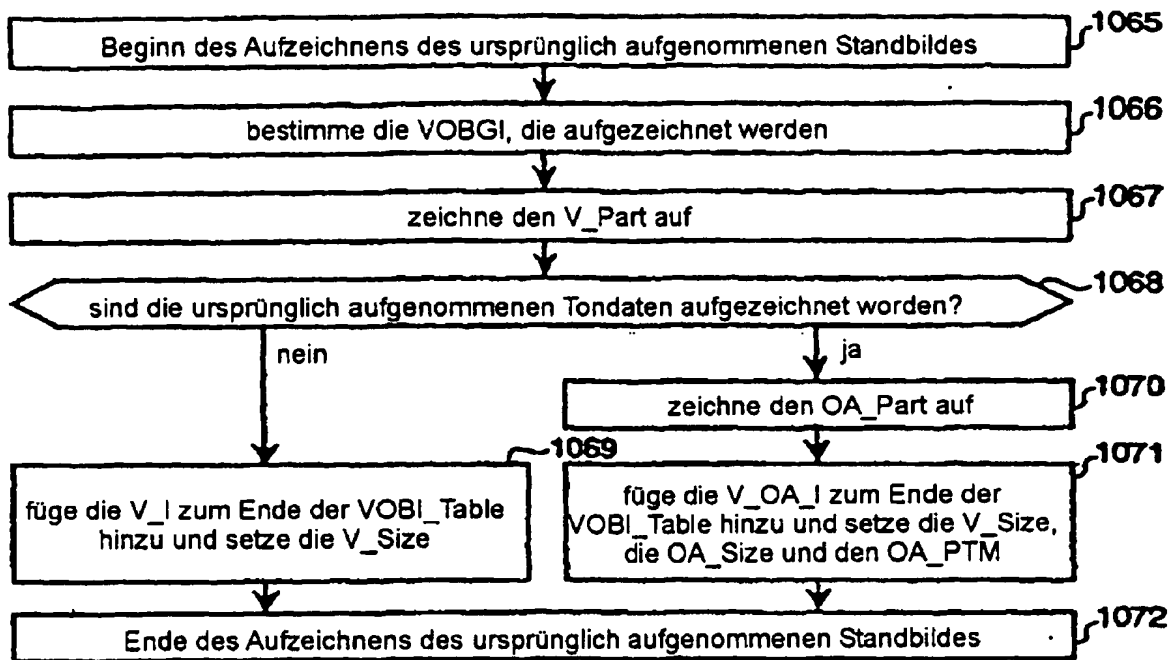 Beginn des Aufzeichnens des ursprünglich aufgenommenen Standbildes
1065
bestimme die VOBGI, die aufgezeichnet werden
1066
zeichne den V_Part auf
1067
sind die ursprünglich aufgenommenen Tondaten aufgezeichnet worden?
1068
nein
ja
zeichne den OA_Part auf
1070
1069
füge die V_I zum Ende der VOBI_Table
hinzu und setze die V_Size
1071
füge die V_OA_I zum Ende der
VOBI_Table hinzu und setze die V_Size,
die OA_Size und den OA_PTM
Ende des Aufzeichnens des ursprünglich aufgenommenen Standbildes
1072